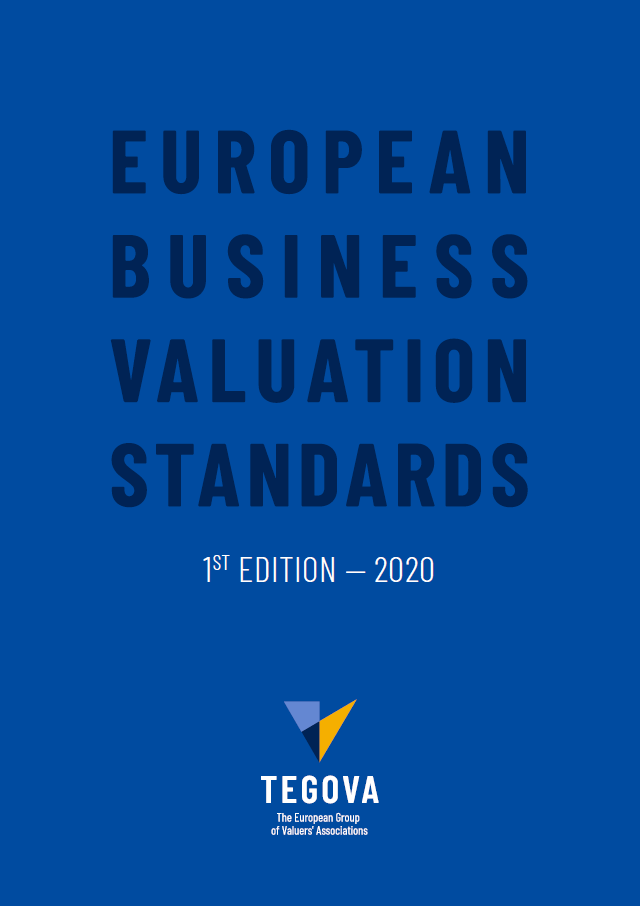 EUROPEAN
BUSINESS
VALUATION
STANDARDS
1ST EDITION — 2020
TEGOVA
The European Group
of Valuers' Associations